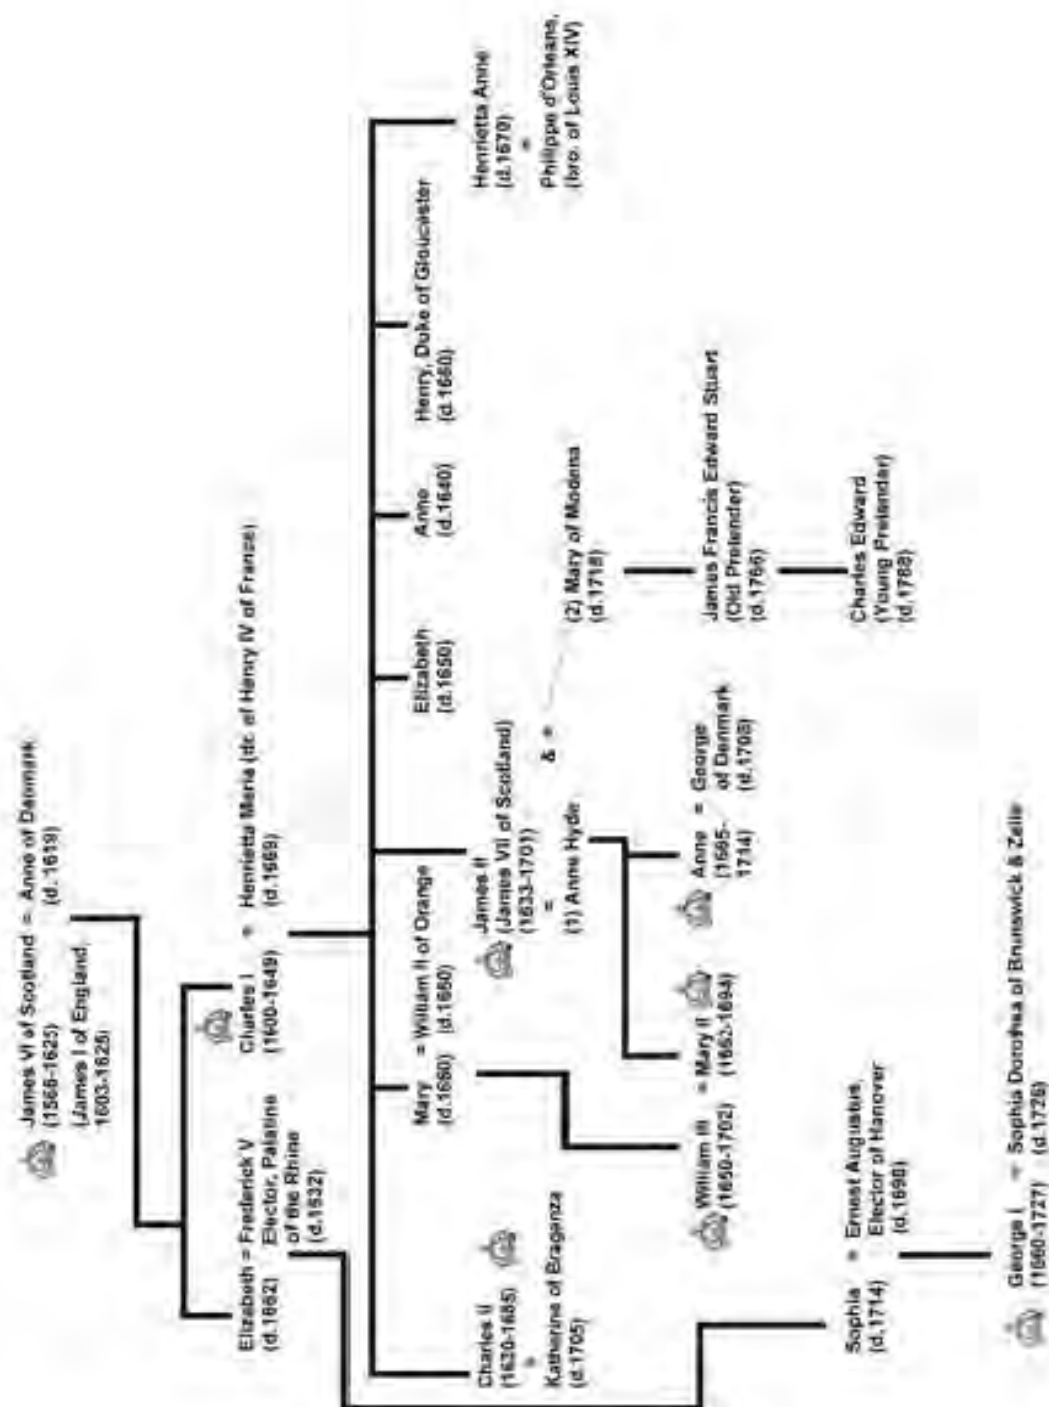 James VI of Scotland = Anne of Danmark
(1566-1625) (d. 1619)
(James I of England
1603-1625)
Elizabeth = Frederick V
(d.1662) Elector, Palatine
of the Rhine
(d.1632)
Charles I = Henrietta Maria (dr. of Henry IV of France)
(1600-1649) (d.1669)
Charles II
(1630-1685)
=
Katherine of Braganza
(d.1705)
Mary = William II of Orange
(d.1660) (d.1650)
James II
(James VII of Scotland)
(1633-1701)
=
(1) Anne Hyde
& =
(2) Mary of Modena
(d.1718)
Elizabeth
(d.1650)
Anne
(d.1640)
Henry, Duke of Gloucester
(d.1660)
Henrietta Anne
(d.1670)
=
Philippe d'Orleans,
(bro. of Louis XIV)
William III = Mary II
(1650-1702) (1662-1694)
Anne = George
(1665- of Denmark
1714) (d.1708)
James Francis Edward Stuart
(Old Pretender)
(d.1766)
Charles Edward
(Young Pretender)
(d.1788)
Sophia = Ernest Augustus,
(d.1714) Elector of Hanover
(d.1698)
George I = Sophia Dorothea of Brunswick & Zelle
(1660-1727) (d.1726)